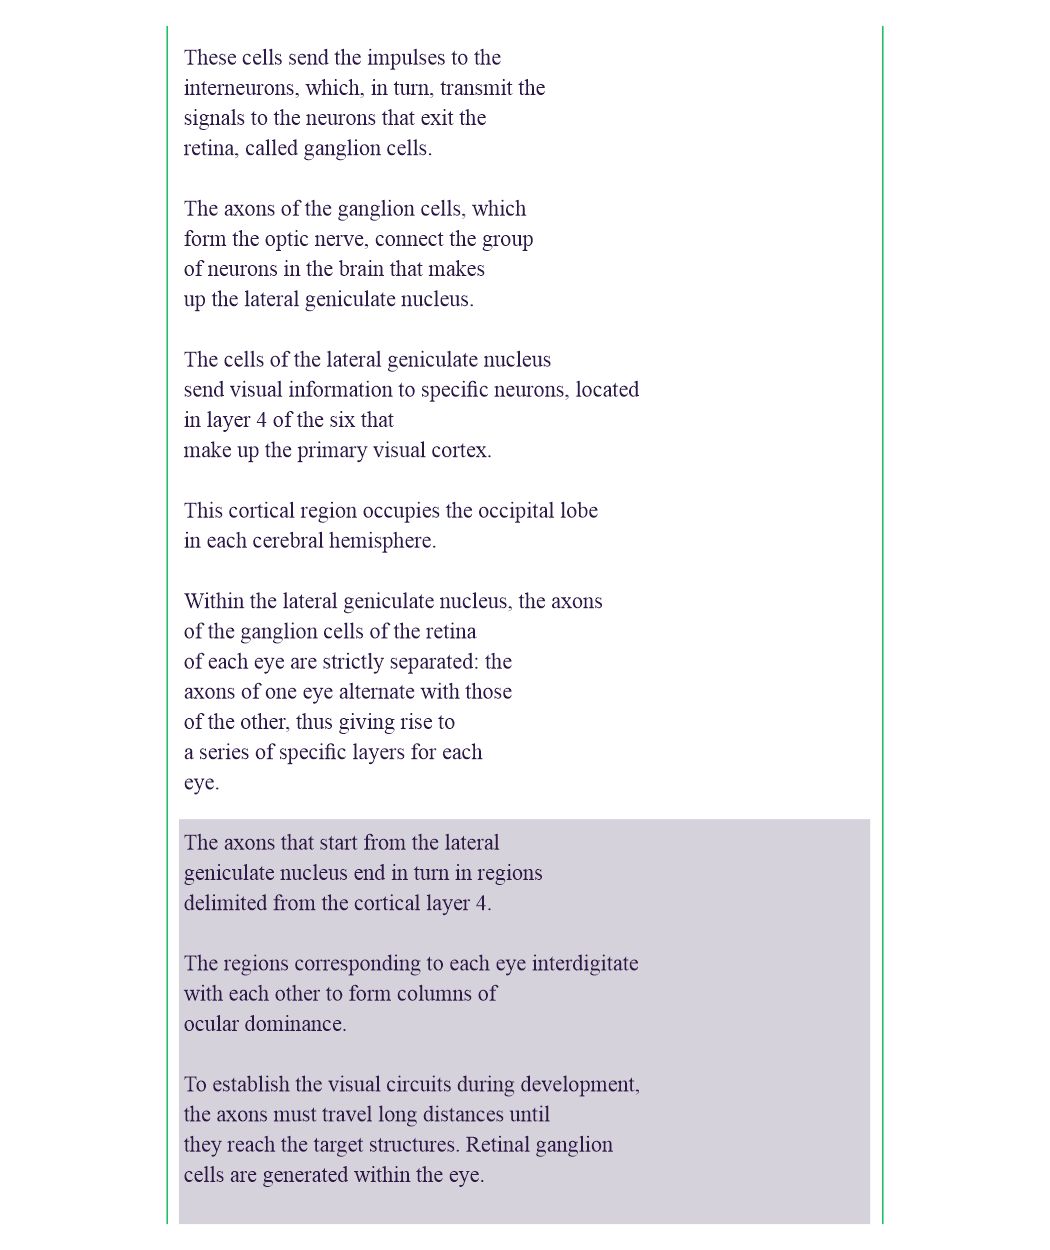 These cells send the impulses to the
interneurons, which, in turn, transmit the
signals to the neurons that exit the
retina, called ganglion cells.
The axons of the ganglion cells, which
form the optic nerve, connect the group
of neurons in the brain that makes
up the lateral geniculate nucleus.
The cells of the lateral geniculate nucleus
send visual information to specific neurons, located
in layer 4 of the six that
make up the primary visual cortex.
This cortical region occupies the occipital lobe
in each cerebral hemisphere.
Within the lateral geniculate nucleus, the axons
of the ganglion cells of the retina
of each eye are strictly separated: the
axons of one eye alternate with those
of the other, thus giving rise to
a series of specific layers for each
eye.
The axons that start from the lateral
geniculate nucleus end in turn in regions
delimited from the cortical layer 4.
The regions corresponding to each eye interdigitate
with each other to form columns of
ocular dominance.
To establish the visual circuits during development,
the axons must travel long distances until
they reach the target structures. Retinal ganglion
cells are generated within the eye.